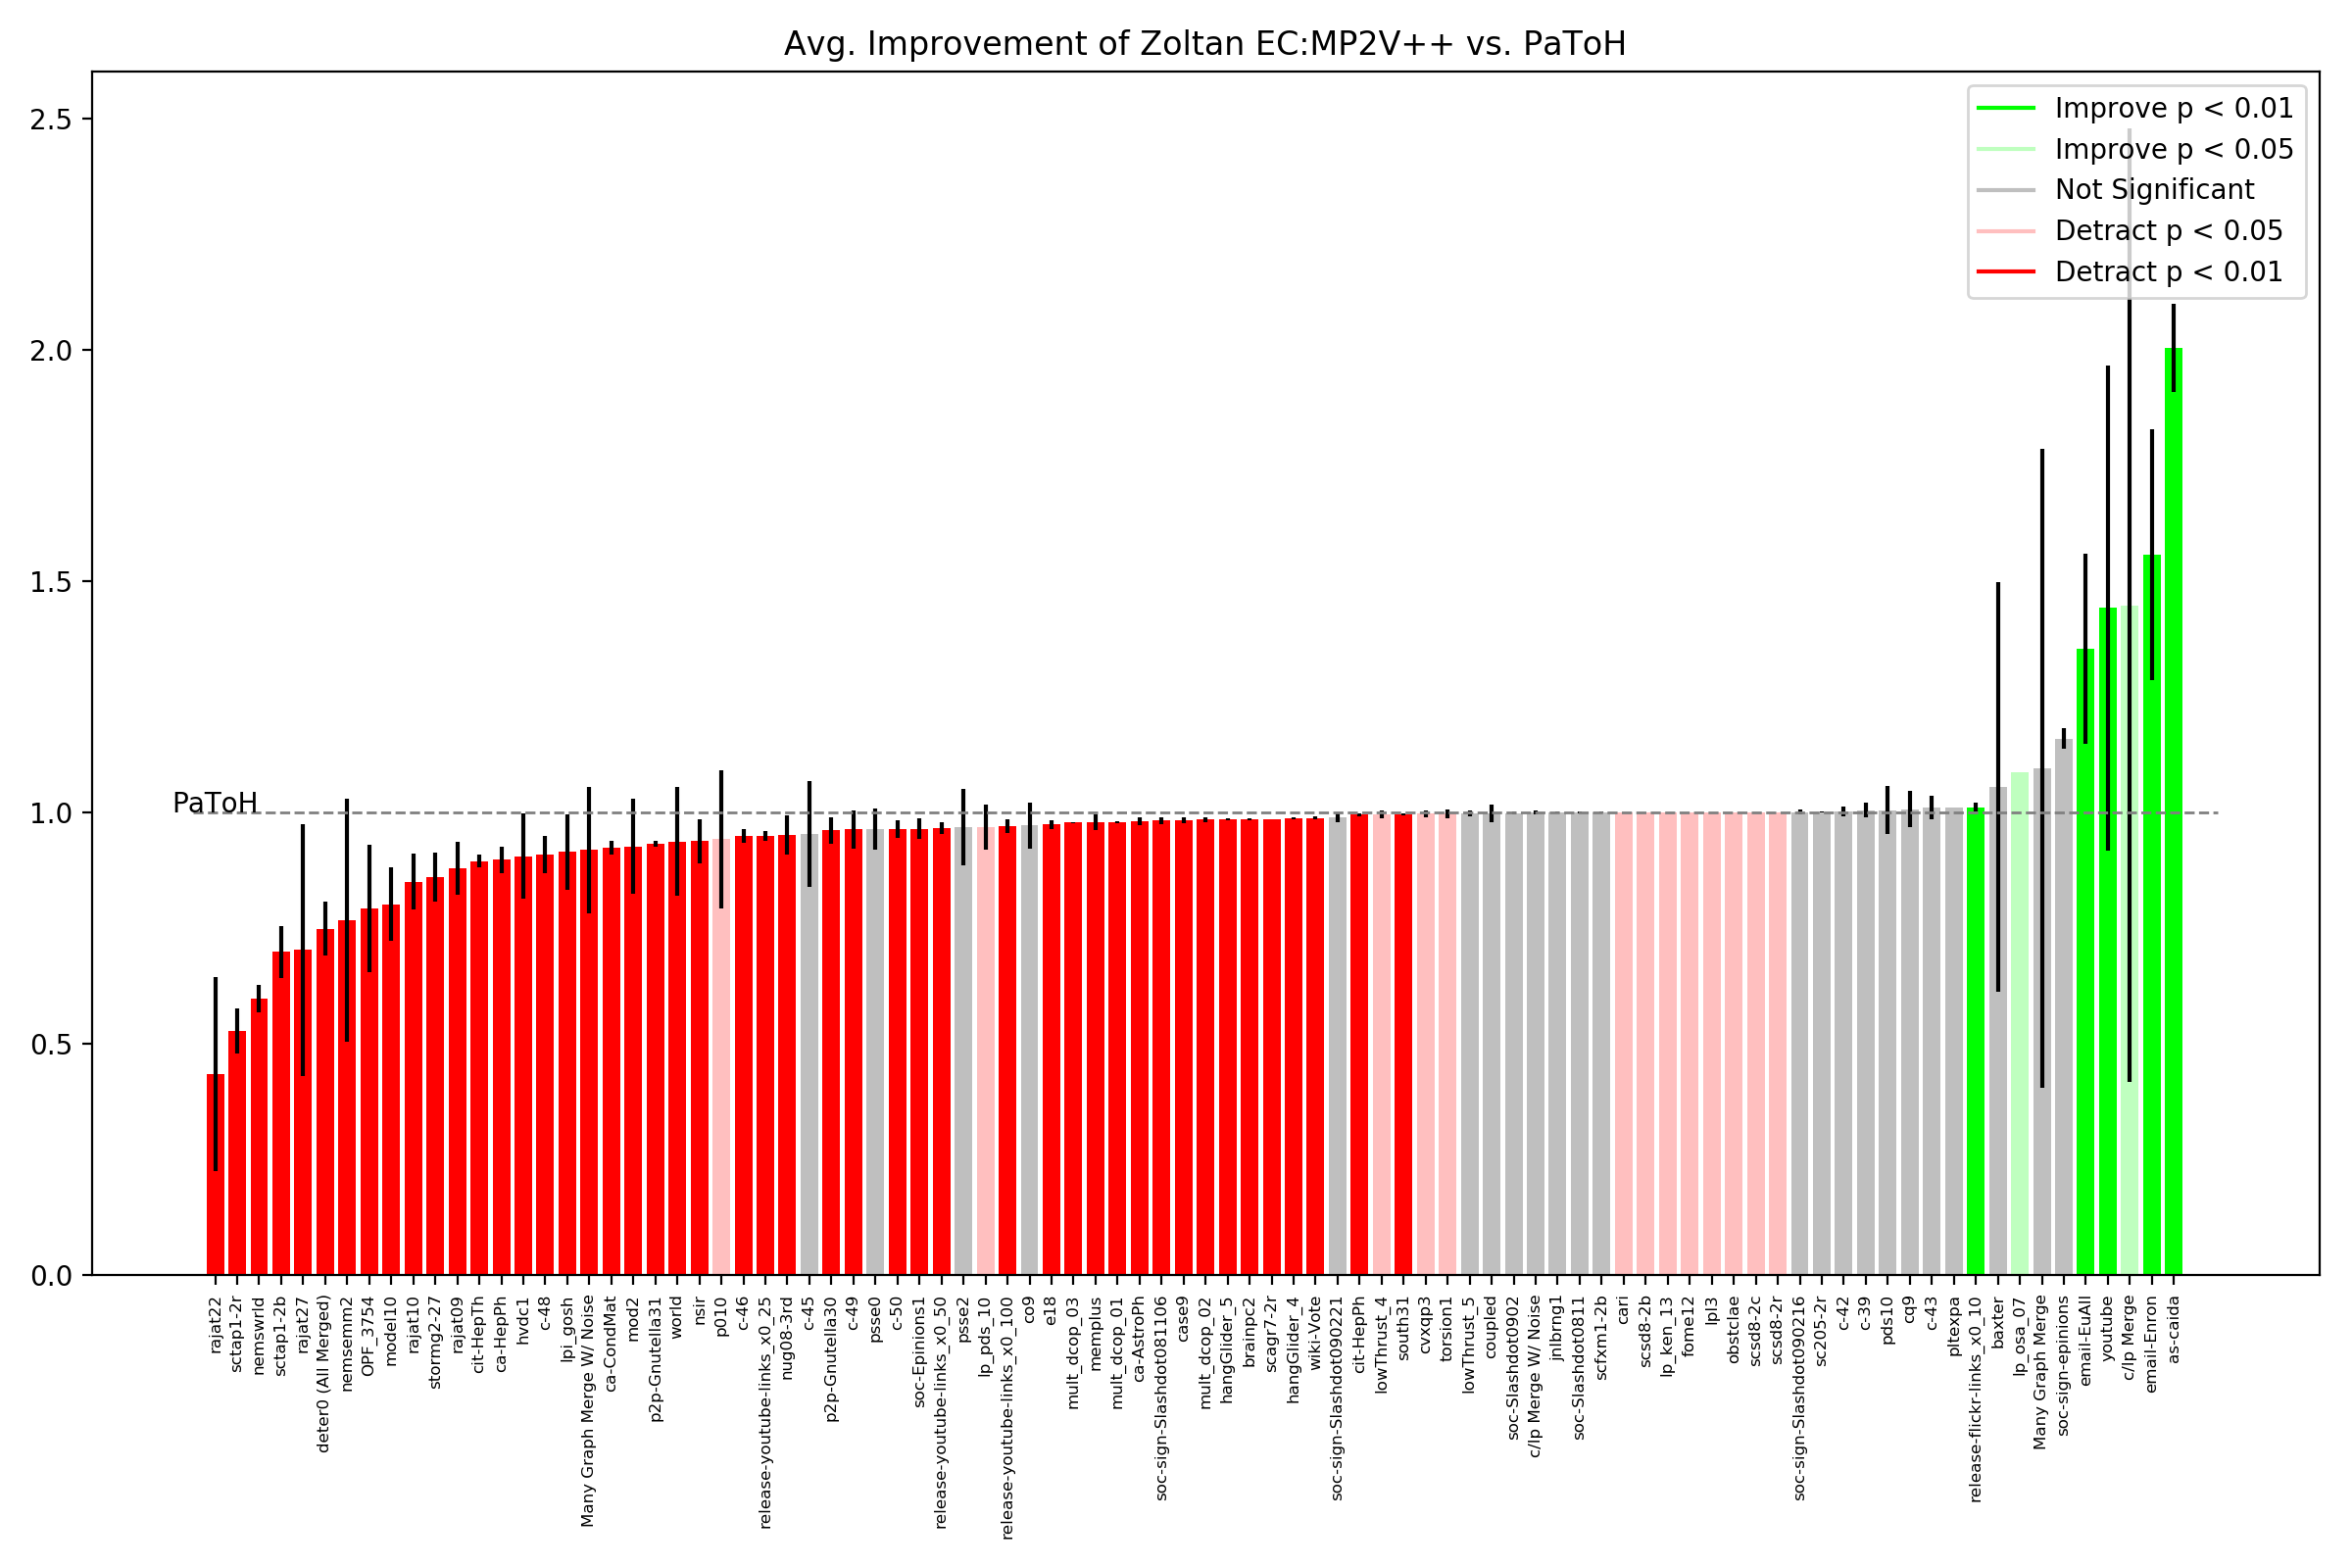 Avg. Improvement of Zoltan EC:MP2V++ vs. PaToH
2.5
2.0
1.5
1.0
0.5
0.0
PaToH
Improve p < 0.01
Improve p < 0.05
Not Significant
Detract p < 0.05
Detract p < 0.01
rajat22
sctap1-2r
nemswrld
sctap1-2b
rajat27
deter0 (All Merged)
nemsemm2
OPF_3754
model10
rajat10
stormg2-27
rajat09
cit-HepTh
ca-HepPh
hvdc1
c-48
lpi_gosh
Many Graph Merge W/ Noise
ca-CondMat
mod2
p2p-Gnutella31
world
nsir
p010
c-46
release-youtube-links_x0_25
nug08-3rd
c-45
p2p-Gnutella30
c-49
psse0
c-50
soc-Epinions1
release-youtube-links_x0_50
psse2
lp_pds_10
release-youtube-links_x0_100
co9
e18
mult_dcop_03
memplus
mult_dcop_01
ca-AstroPh
soc-sign-Slashdot081106
case9
mult_dcop_02
hangGlider_5
brainpc2
scagr7-2r
hangGlider_4
wiki-Vote
soc-sign-Slashdot090221
cit-HepPh
lowThrust_4
south31
cvxqp3
torsion1
lowThrust_5
coupled
soc-Slashdot0902
c/lp Merge W/ Noise
jnlbrng1
soc-Slashdot0811
scfxm1-2b
cari
scsd8-2b
lp_ken_13
fome12
lpl3
obstclae
scsd8-2c
scsd8-2r
soc-sign-Slashdot090216
sc205-2r
c-42
c-39
pds10
cq9
c-43
pltexpa
release-flickr-links_x0_10
baxter
lp_osa_07
Many Graph Merge
soc-sign-epinions
email-EuAll
youtube
c/lp Merge
email-Enron
as-caida